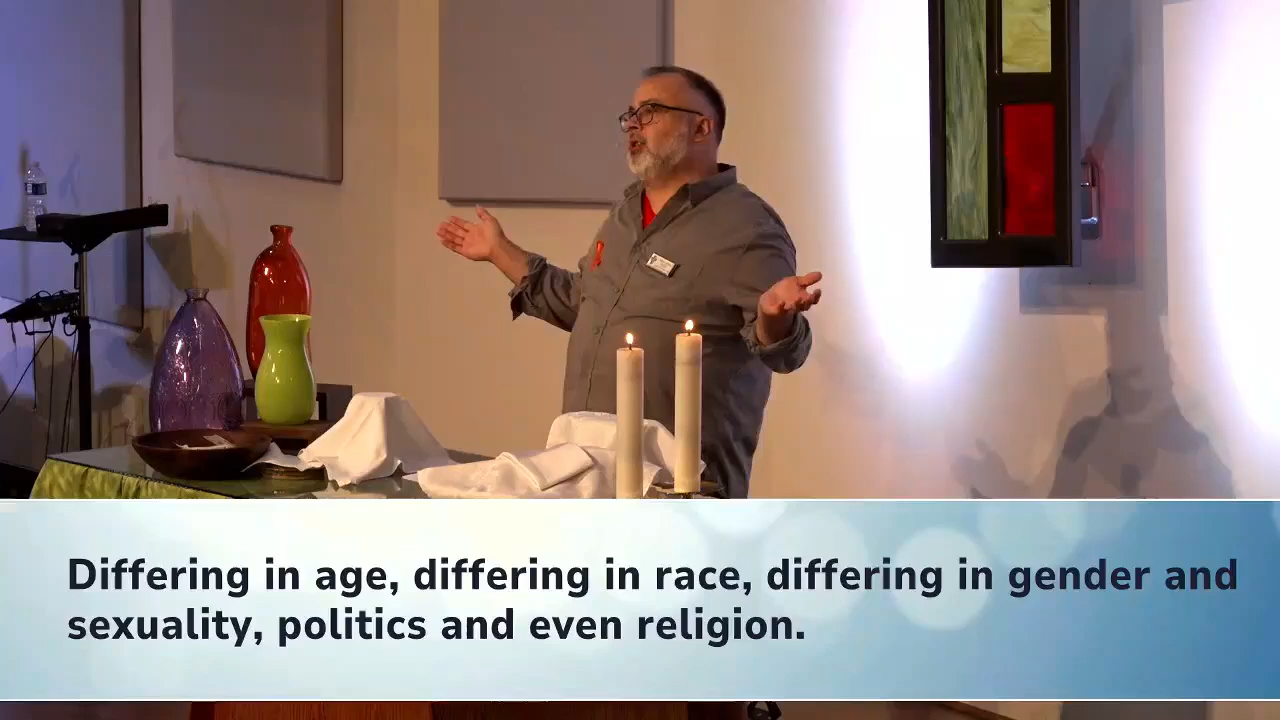 Differing in age, differing in race, differing in gender and
sexuality, politics and even religion.